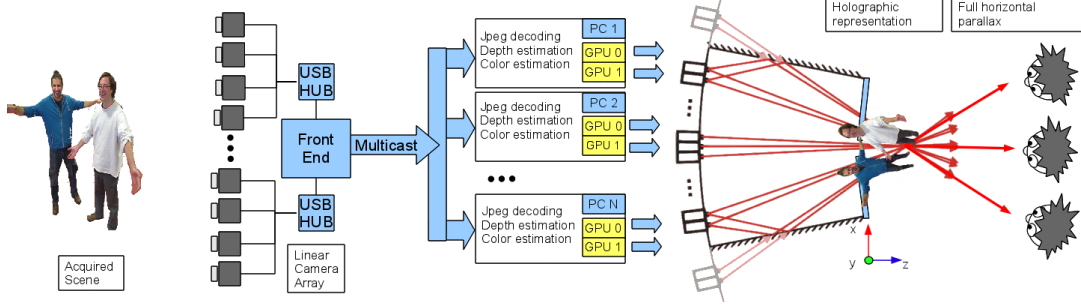 Acquired
Scene
USB
HUB
Front
End
USB
HUB
Linear
Camera
Array
Multicast
Jpeg decoding
Depth estimation
Color estimation
PC 1
GPU 0
GPU 1
Jpeg decoding
Depth estimation
Color estimation
PC 2
GPU 0
GPU 1
Jpeg decoding
Depth estimation
Color estimation
PC N
GPU 0
GPU 1
Holographic
representation
Full horizontal
parallax
x
y
z